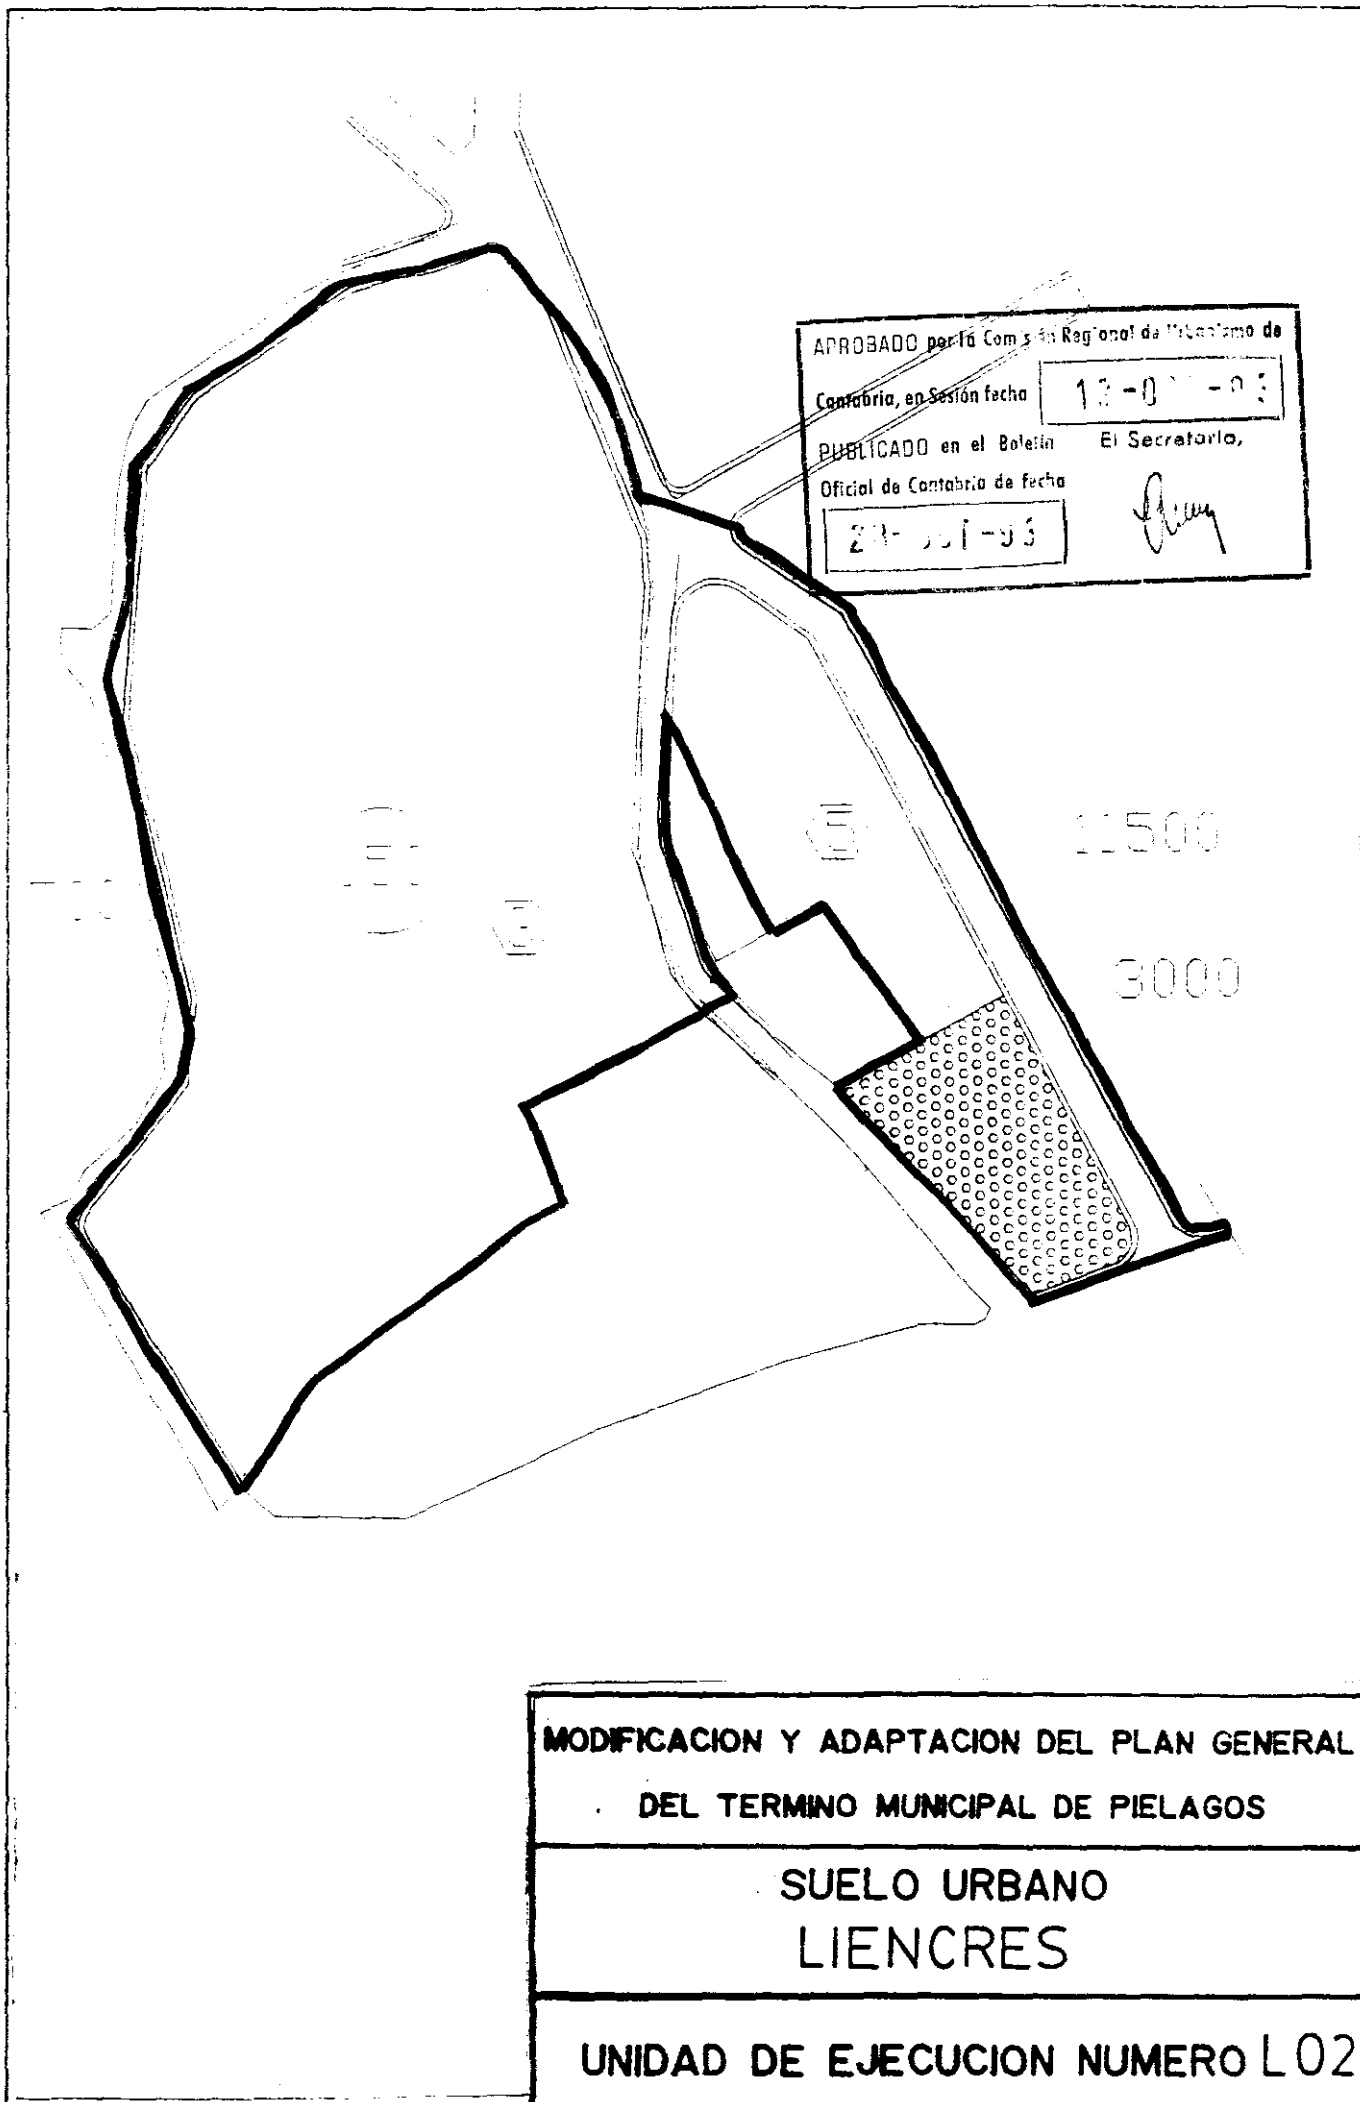 APROBADO por la Comisión Regional de Urbanismo de
Cantabria, en Sesión fecha
PUBLICADO en el Boletín
El Secretario,
Oficial de Cantabria de fecha
5
11500
3000
MODIFICACION Y ADAPTACION DEL PLAN GENERAL
DEL TERMINO MUNICIPAL DE PIELAGOS
SUELO URBANO
LIENCRES
UNIDAD DE EJECUCION NUMERO L02